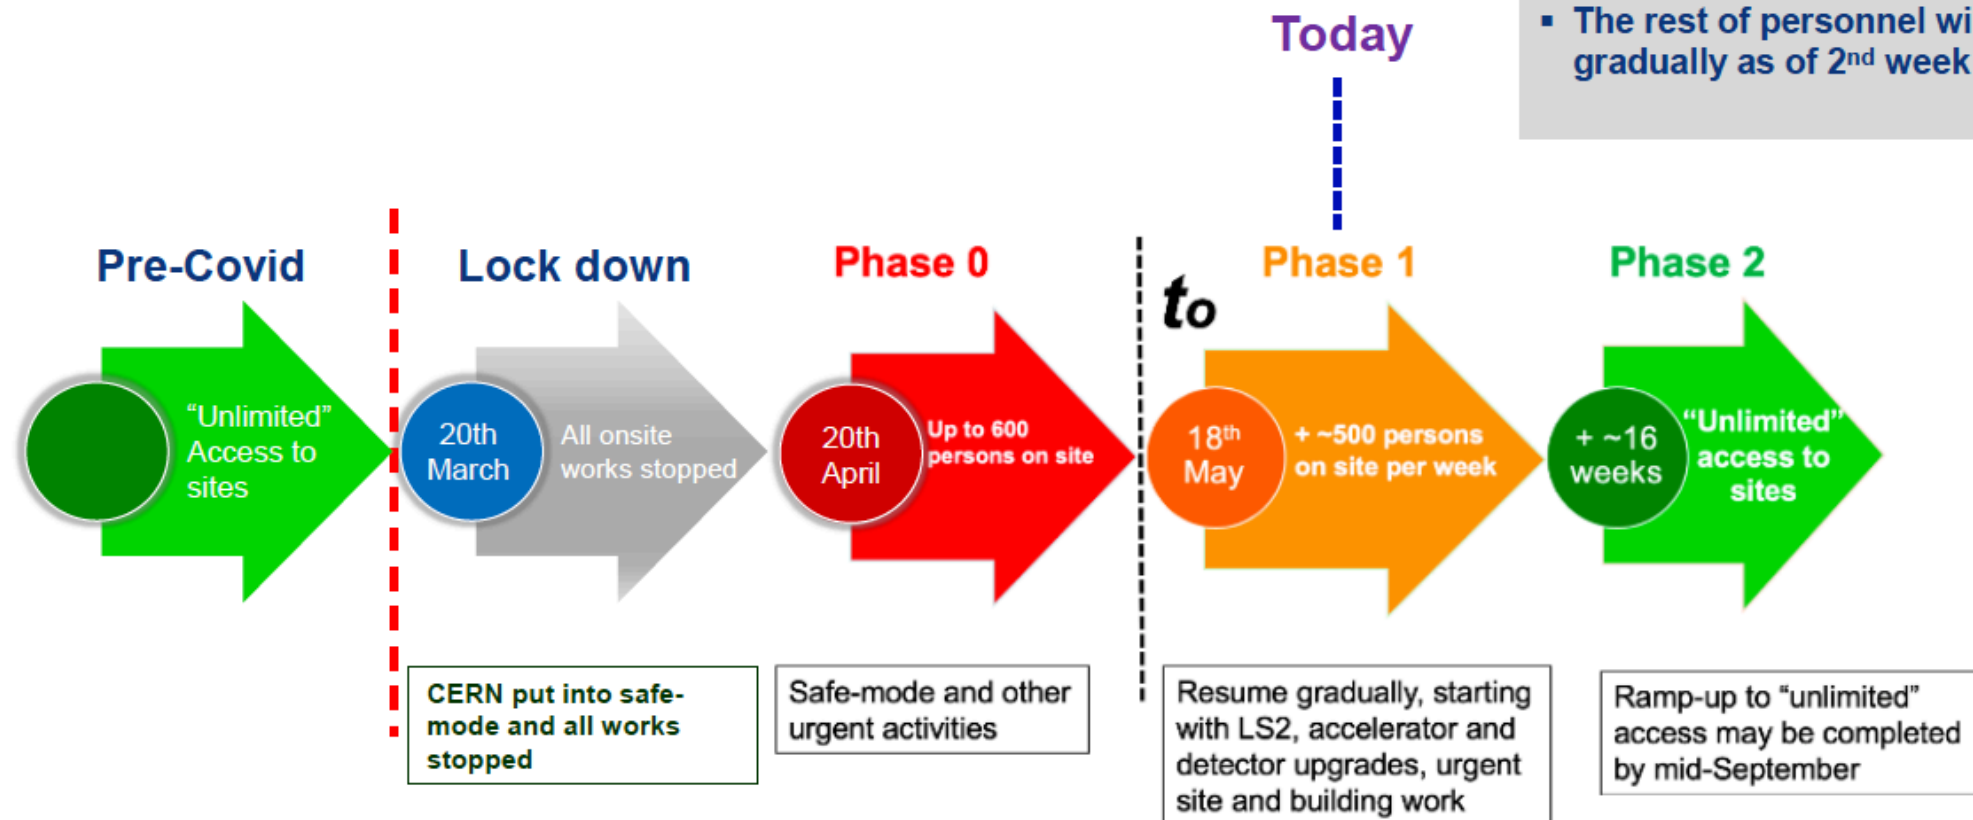 Today
▪ The rest of personnel wi
gradually as of 2nd week
Pre-Covid
Lock down
Phase 0
to
Phase 1
Phase 2
“Unlimited”
Access to
sites
20th
March
All onsite
works stopped
20th
April
Up to 600
persons on site
18th
May
+ ~500 persons
on site per week
+ ~16
weeks
“Unlimited”
access to
sites
CERN put into safe-
mode and all works
stopped
Safe-mode and other
urgent activities
Resume gradually, starting
with LS2, accelerator and
detector upgrades, urgent
site and building work
Ramp-up to “unlimited”
access may be completed
by mid-September